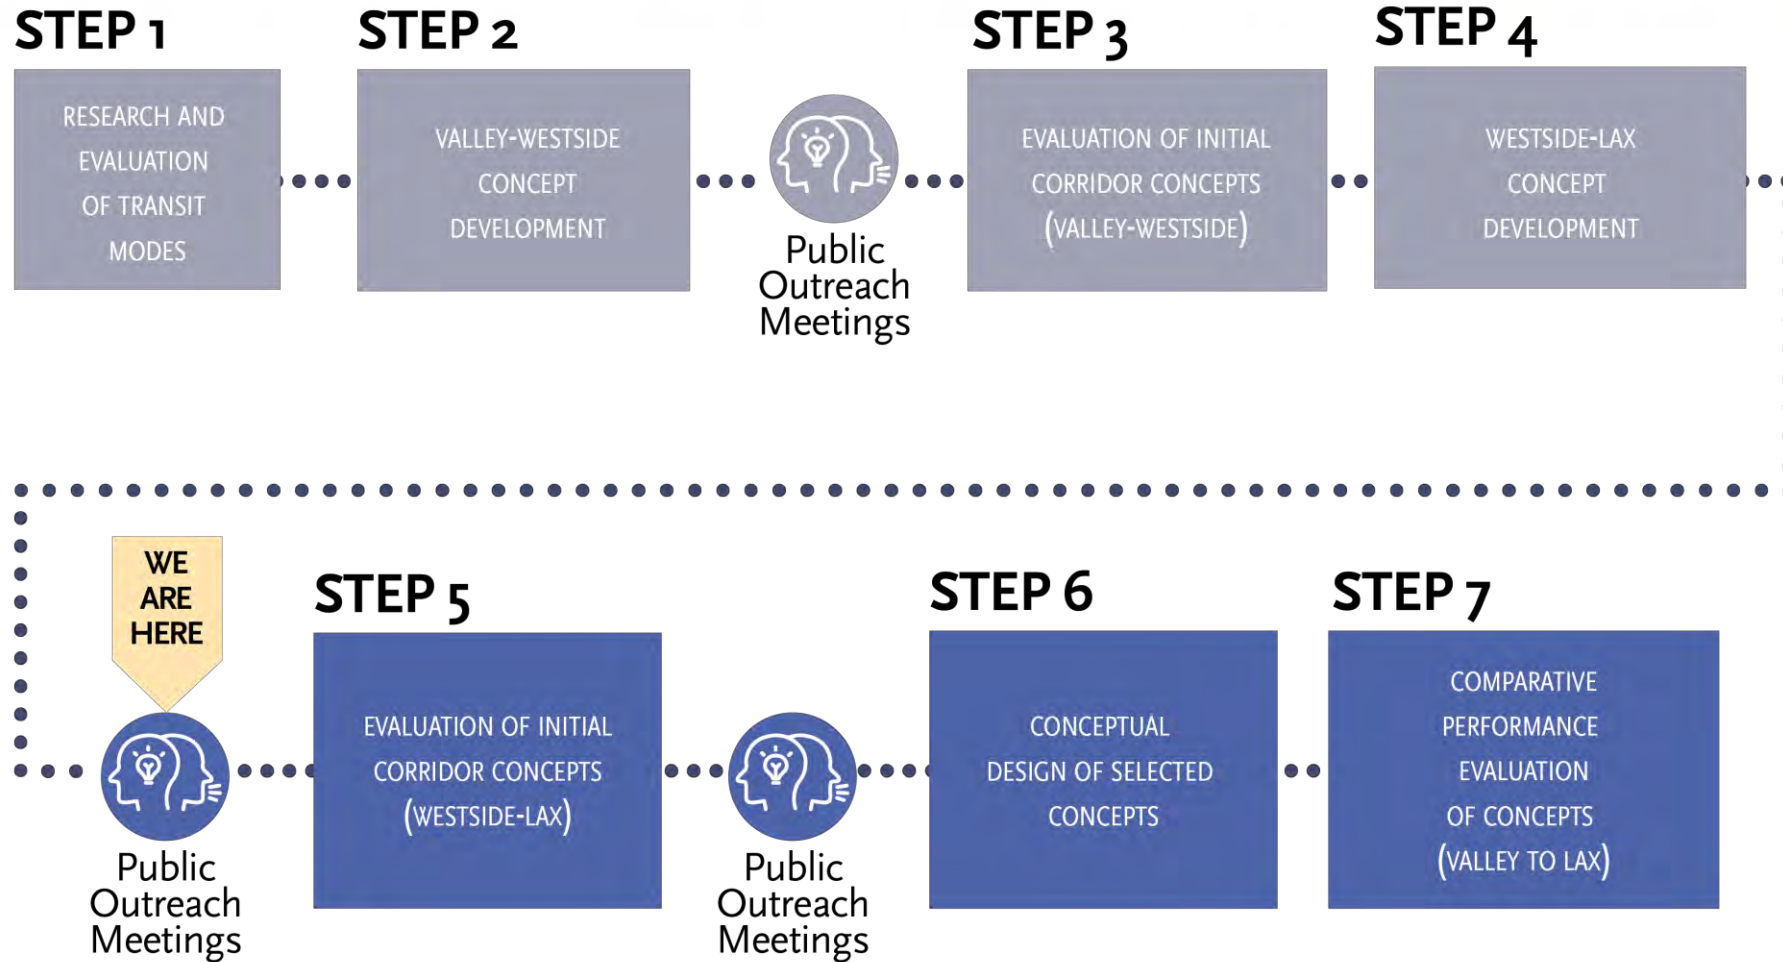 STEP 1
RESEARCH AND
EVALUATION
OF TRANSIT
MODES
STEP 2
VALLEY-WESTSIDE
CONCEPT
DEVELOPMENT
Public
Outreach
Meetings
STEP 3
EVALUATION OF INITIAL
CORRIDOR CONCEPTS
(VALLEY-WESTSIDE)
STEP 4
WESTSIDE-LAX
CONCEPT
DEVELOPMENT
WE
ARE
HERE
Public
Outreach
Meetings
STEP 5
EVALUATION OF INITIAL
CORRIDOR CONCEPTS
(WESTSIDE-LAX)
Public
Outreach
Meetings
STEP 6
CONCEPTUAL
DESIGN OF SELECTED
CONCEPTS
STEP 7
COMPARATIVE
PERFORMANCE
EVALUATION
OF CONCEPTS
(VALLEY TO LAX)